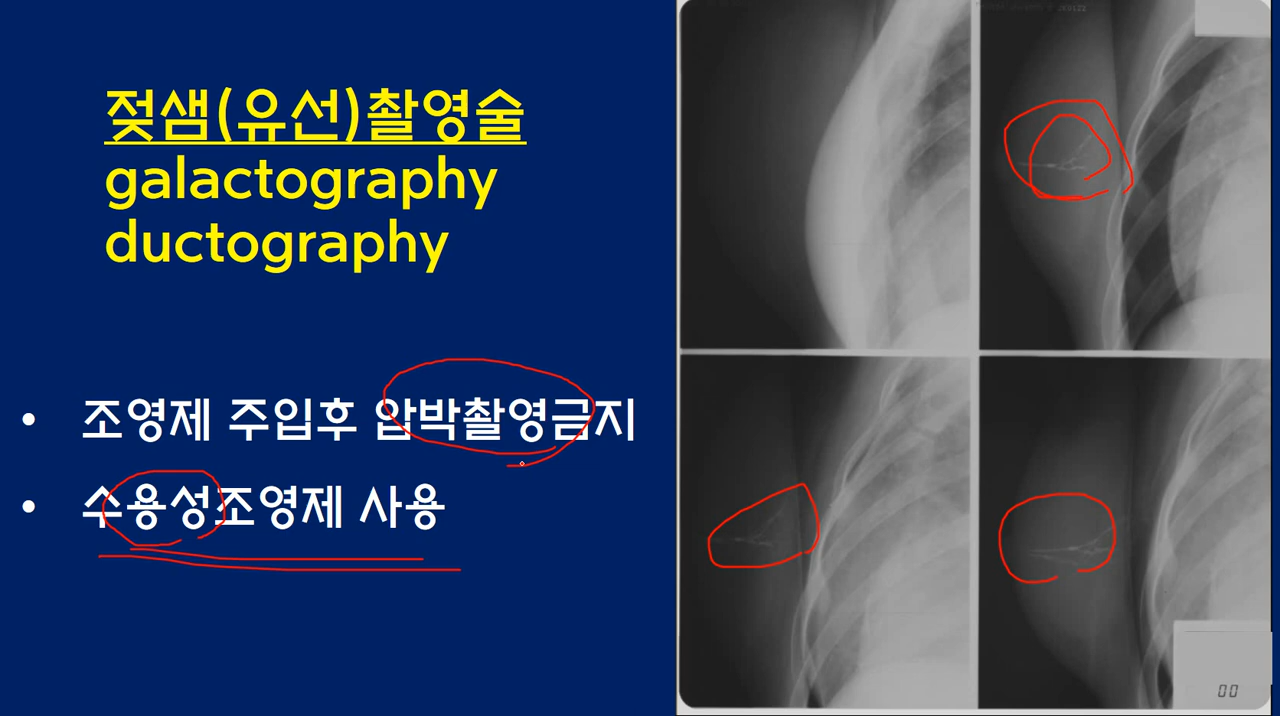 젖샘(유선)촬영술
galactography
ductography
• 조영제 주입후 압박촬영금지
• 수용성조영제 사용
00